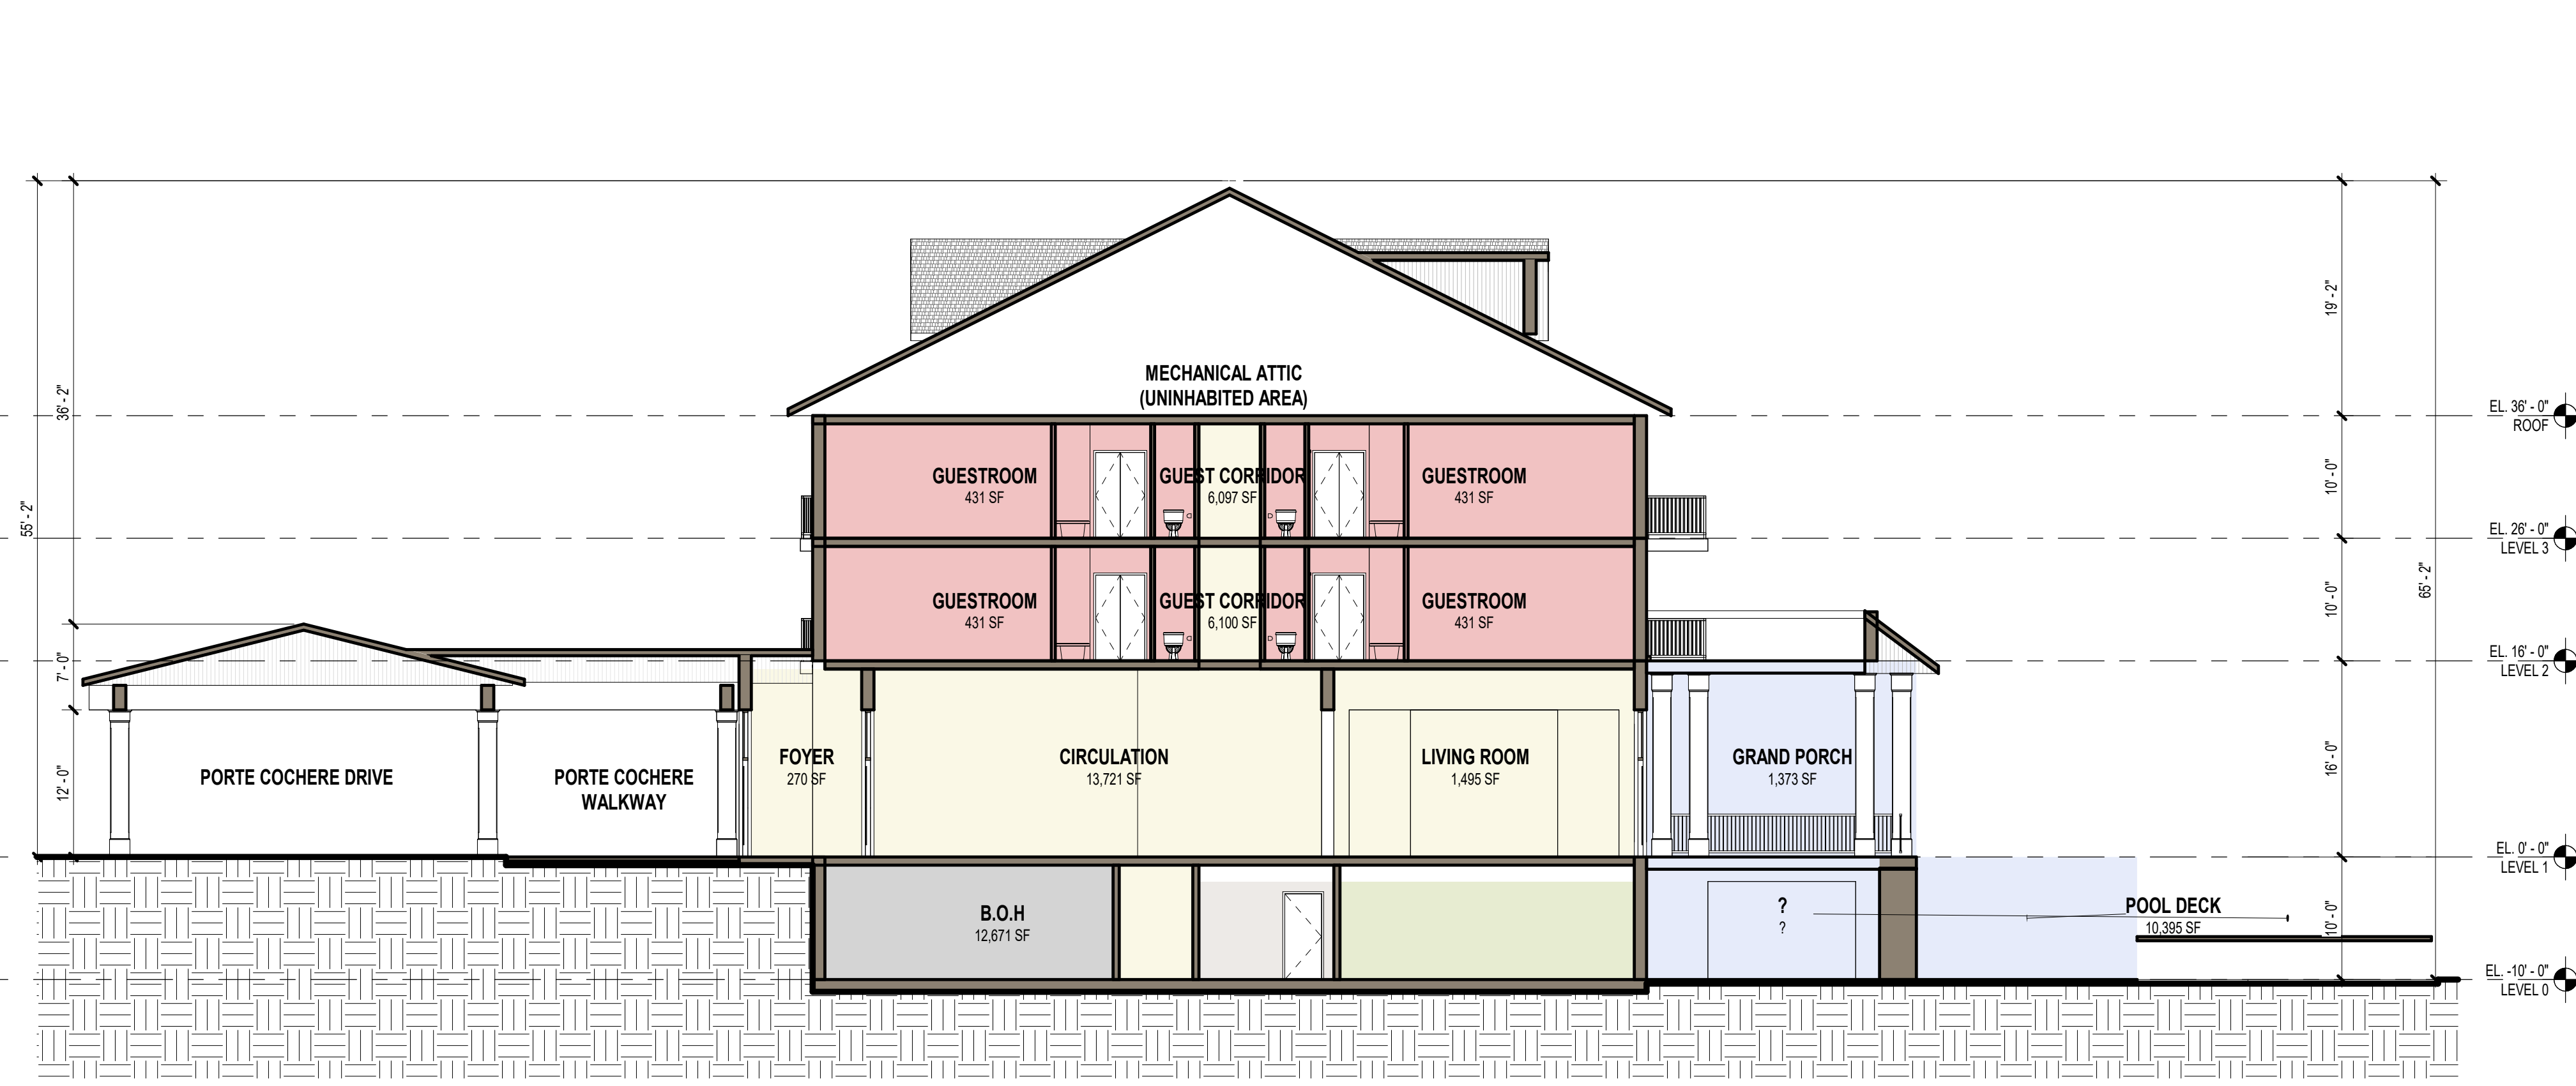 MECHANICAL ATTIC
(UNINHABITED AREA)
19' - 2"
36' - 2"
EL. 36' - 0"
ROOF
GUESTROOM
431 SF
GUEST CORRIDOR
6,097 SF
GUESTROOM
431 SF
10' - 0"
55' - 2"
EL. 26' - 0"
LEVEL 3
65' - 2"
GUESTROOM
431 SF
GUEST CORRIDOR
6,100 SF
GUESTROOM
431 SF
10' - 0"
7' - 0"
EL. 16' - 0"
LEVEL 2
12' - 0"
PORTE COCHERE DRIVE
PORTE COCHERE
WALKWAY
FOYER
270 SF
CIRCULATION
13,721 SF
LIVING ROOM
1,495 SF
GRAND PORCH
1,373 SF
16' - 0"
EL. 0' - 0"
LEVEL 1
B.O.H
12,671 SF
?
?
POOL DECK
10,395 SF
10' - 0"
EL. -10' - 0"
LEVEL 0